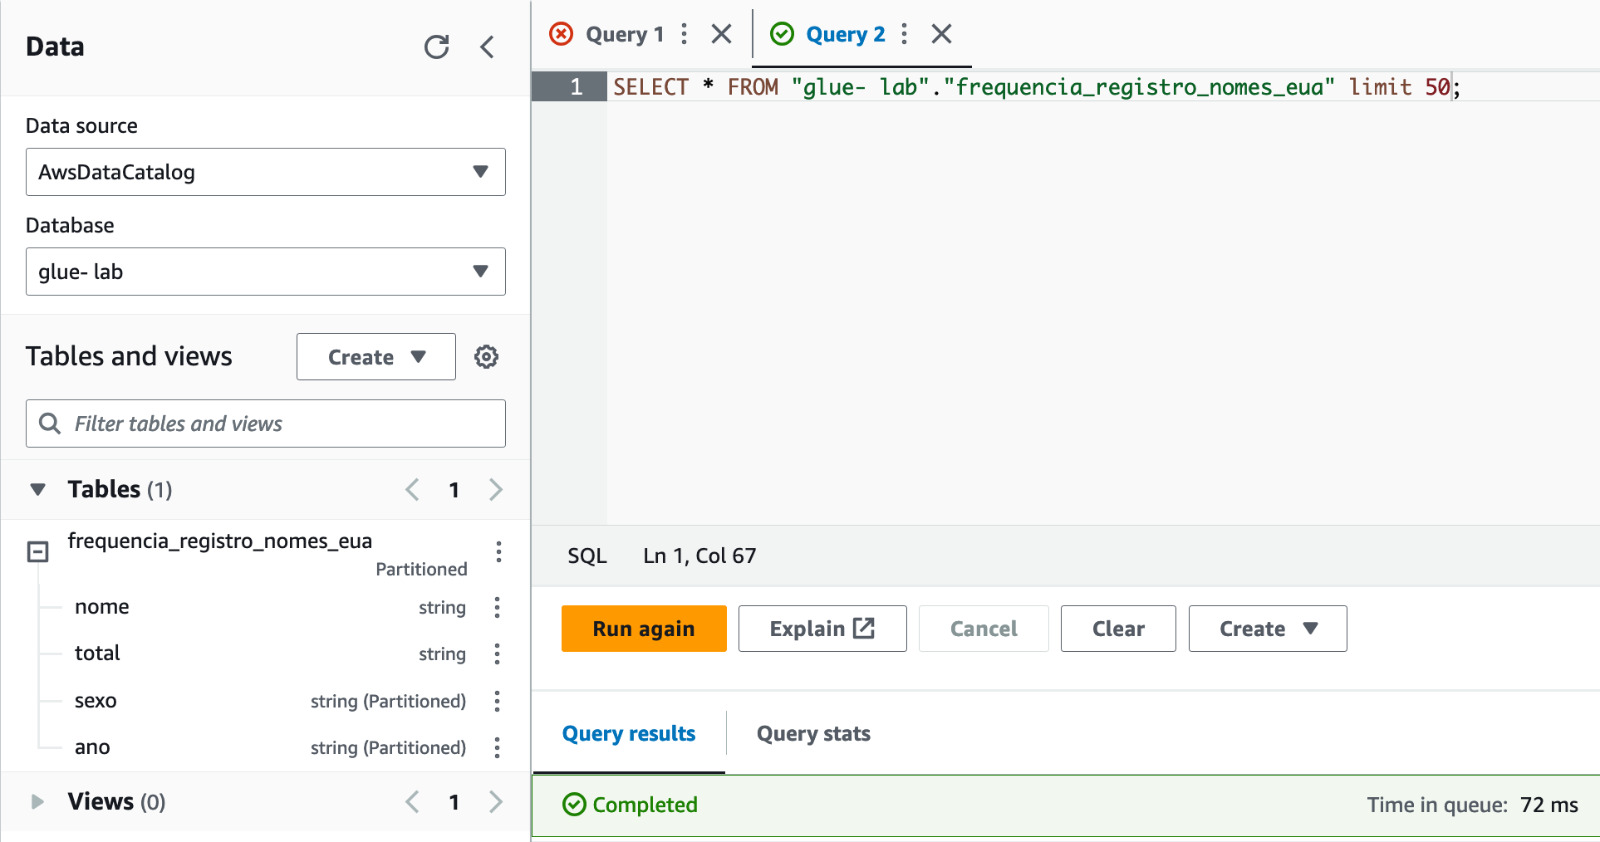 Data
Data source
AwsDataCatalog
Database
glue- lab
Tables and views
Create
Filter tables and views
Tables (1)
1
frequencia_registro_nomes_eua
Partitioned
nome string
total string
sexo string (Partitioned)
ano string (Partitioned)
Views (0)
1
Query 1
Query 2
1 SELECT * FROM "glue- lab"."frequencia_registro_nomes_eua" limit 50;
SQL Ln 1, Col 67
Run again Explain Cancel Clear Create
Query results Query stats
Completed Time in queue: 72 ms